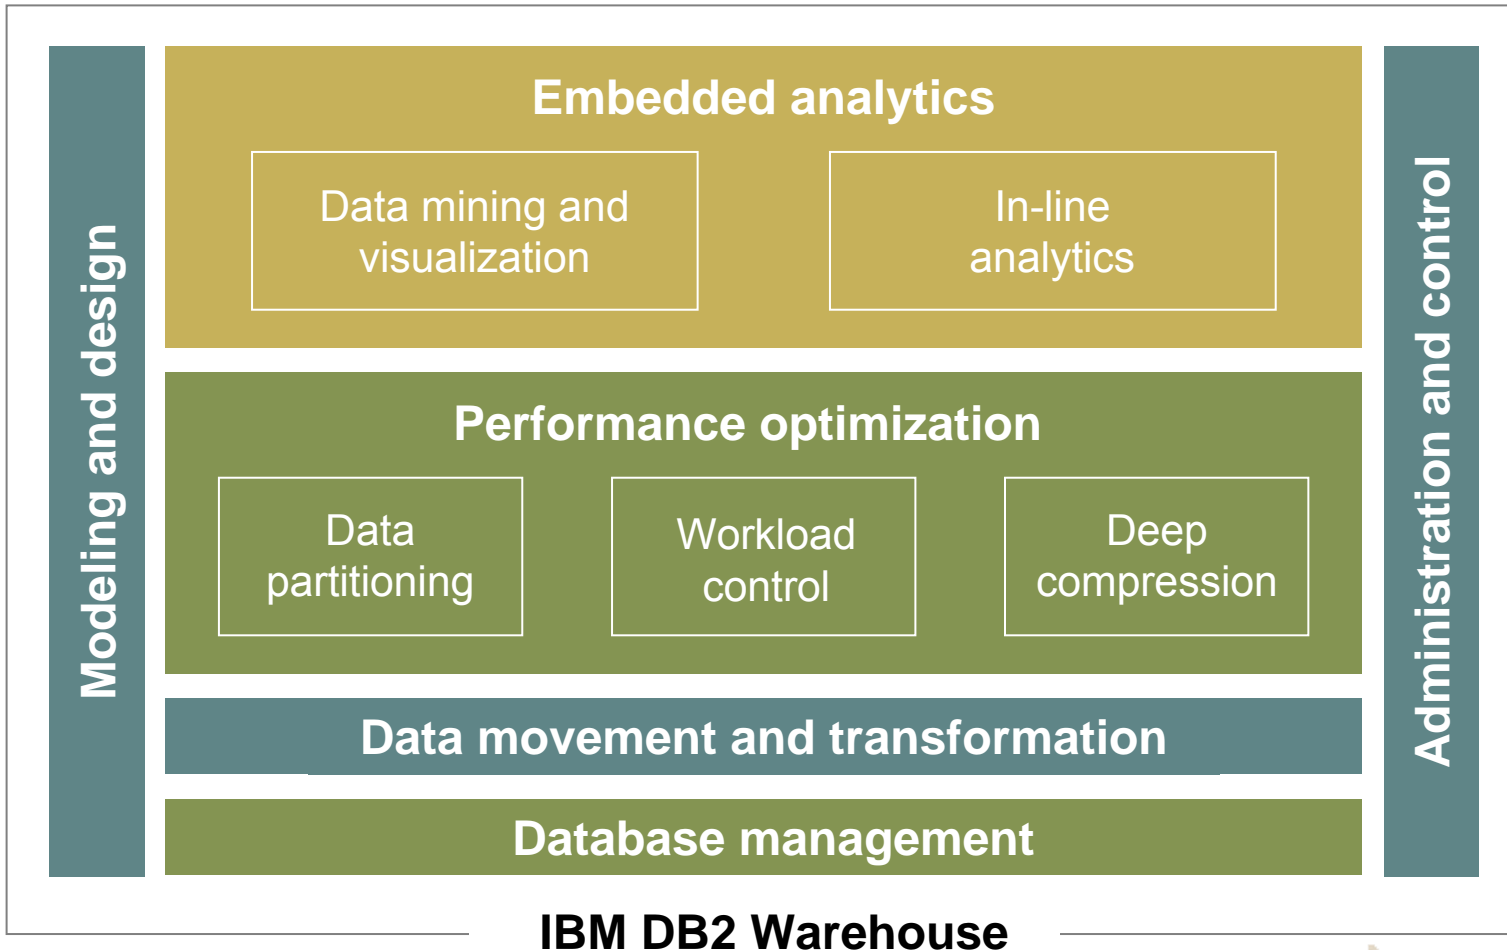 Modeling and design
Embedded analytics
Data mining and
visualization
In-line
analytics
Performance optimization
Data
partitioning
Workload
control
Deep
compression
Data movement and transformation
Database management
Administration and control
IBM DB2 Warehouse